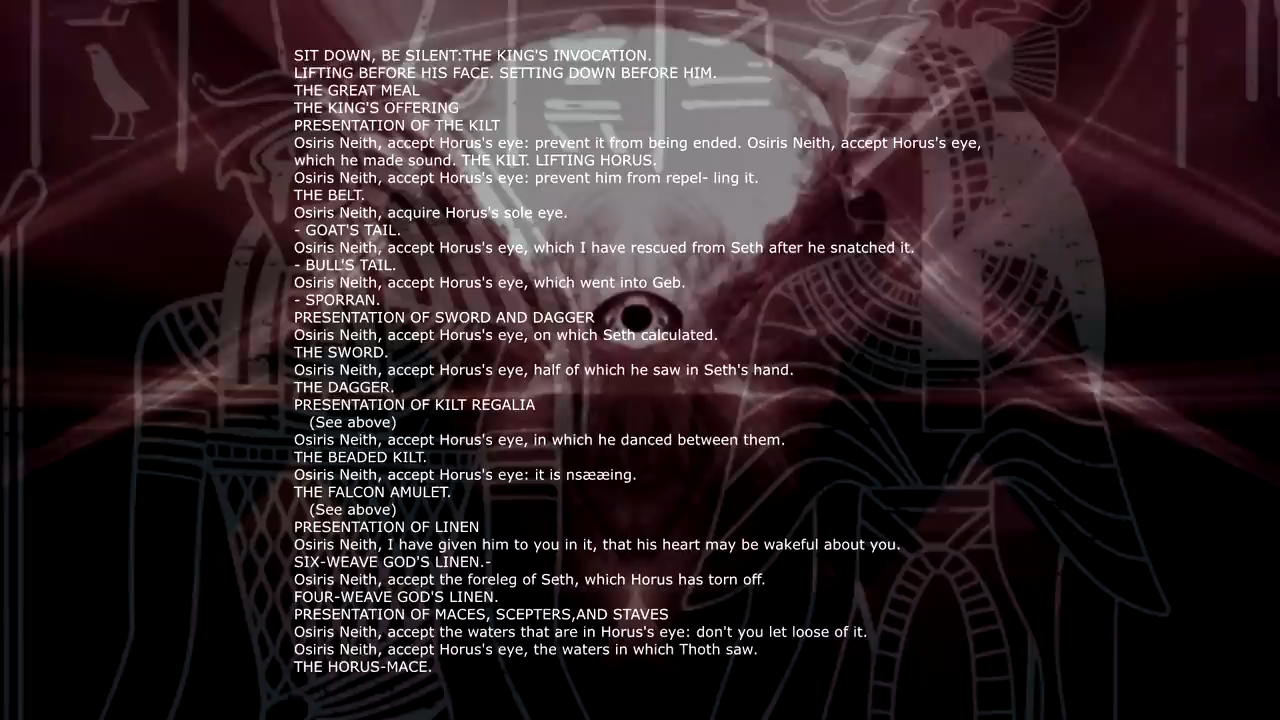 SIT DOWN, BE SILENT:THE KING'S INVOCATION.
LIFTING BEFORE HIS FACE. SETTING DOWN BEFORE HIM.
THE GREAT MEAL
THE KING'S OFFERING
PRESENTATION OF THE KILT
Osiris Neith, accept Horus's eye: prevent it from being ended. Osiris Neith, accept Horus's eye,
which he made sound. THE KILT. LIFTING HORUS.
Osiris Neith, accept Horus's eye: prevent him from repel- ling it.
THE BELT.
Osiris Neith, acquire Horus's sole eye.
- GOAT'S TAIL.
Osiris Neith, accept Horus's eye, which I have rescued from Seth after he snatched it.
- BULL'S TAIL.
Osiris Neith, accept Horus's eye, which went into Geb.
- SPORRAN.
PRESENTATION OF SWORD AND DAGGER
Osiris Neith, accept Horus's eye, on which Seth calculated.
THE SWORD.
Osiris Neith, accept Horus's eye, half of which he saw in Seth's hand.
THE DAGGER.
PRESENTATION OF KILT REGALIA
(See above)
Osiris Neith, accept Horus's eye, in which he danced between them.
THE BEADED KILT.
Osiris Neith, accept Horus's eye: it is nsææing.
THE FALCON AMULET.
(See above)
PRESENTATION OF LINEN
Osiris Neith, I have given him to you in it, that his heart may be wakeful about you.
SIX-WEAVE GOD'S LINEN.-
Osiris Neith, accept the foreleg of Seth, which Horus has torn off.
FOUR-WEAVE GOD'S LINEN.
PRESENTATION OF MACES, SCEPTERS,AND STAVES
Osiris Neith, accept the waters that are in Horus's eye: don't you let loose of it.
Osiris Neith, accept Horus's eye, the waters in which Thoth saw.
THE HORUS-MACE.